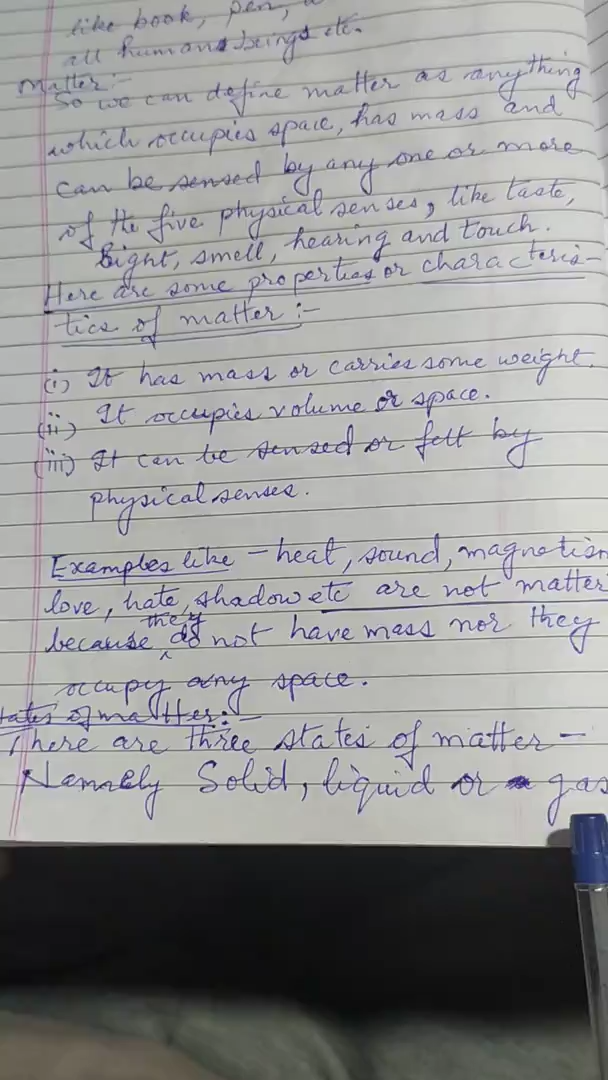 like book, pen,
all human beings etc.
Matter :-
So we can define matter as anything
which occupies space, has mass and
can be sensed by any one or more
of the five physical senses, like taste,
Sight, smell, hearing and touch.
Here are some properties or characteris-
tics of matter :-
(i) It has mass or carries some weight.
(ii) It occupies volume or space.
(iii) It can be sensed or felt by
physical senses.
Examples like - heat, sound, magnetism
love, hate, shadow etc are not matter
because they do not have mass nor they
occupy any space.
tates of matter:-
There are three states of matter -
Namely Solid, liquid or gas